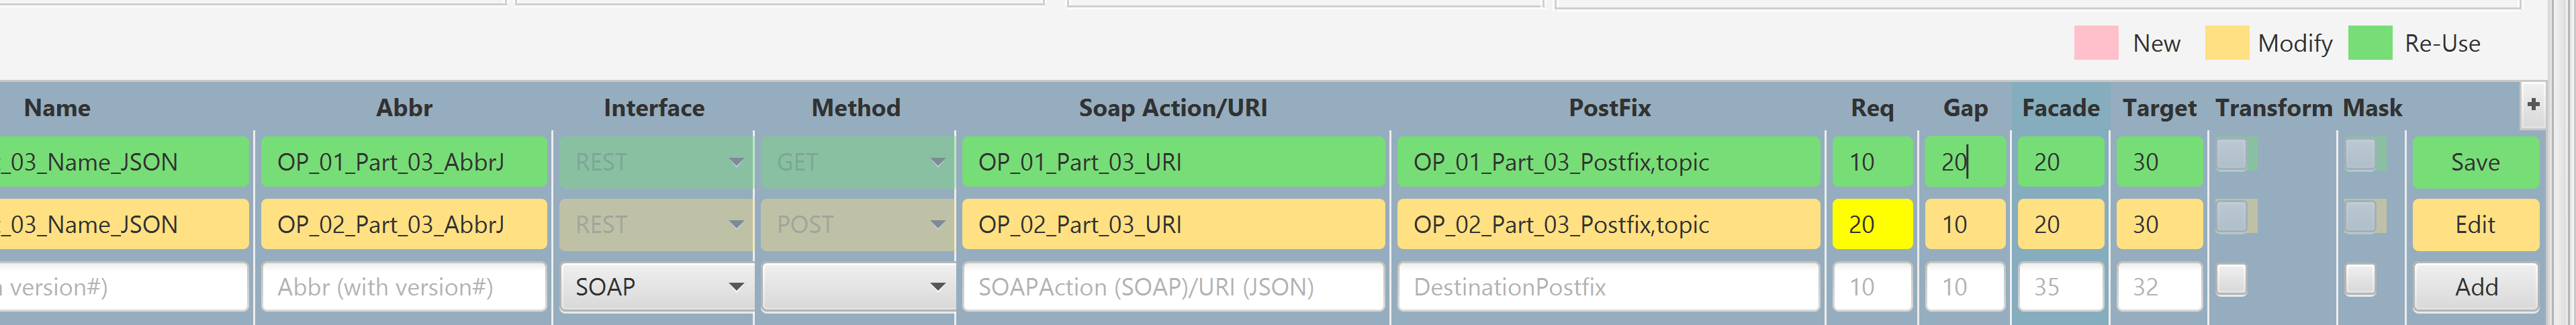 New Modify Re-Use
Name Abbr Interface Method Soap Action/URI PostFix Req Gap Facade Target Transform Mask +
_03_Name_JSON OP_01_Part_03_AbbrJ REST GET OP_01_Part_03_URI OP_01_Part_03_Postfix,topic 10 20 20 30 Save
_03_Name_JSON OP_02_Part_03_AbbrJ REST POST OP_02_Part_03_URI OP_02_Part_03_Postfix,topic 20 10 20 30 Edit
version#) Abbr (with version#) SOAP SOAPAction (SOAP)/URI (JSON) DestinationPostfix 10 10 35 32 Add